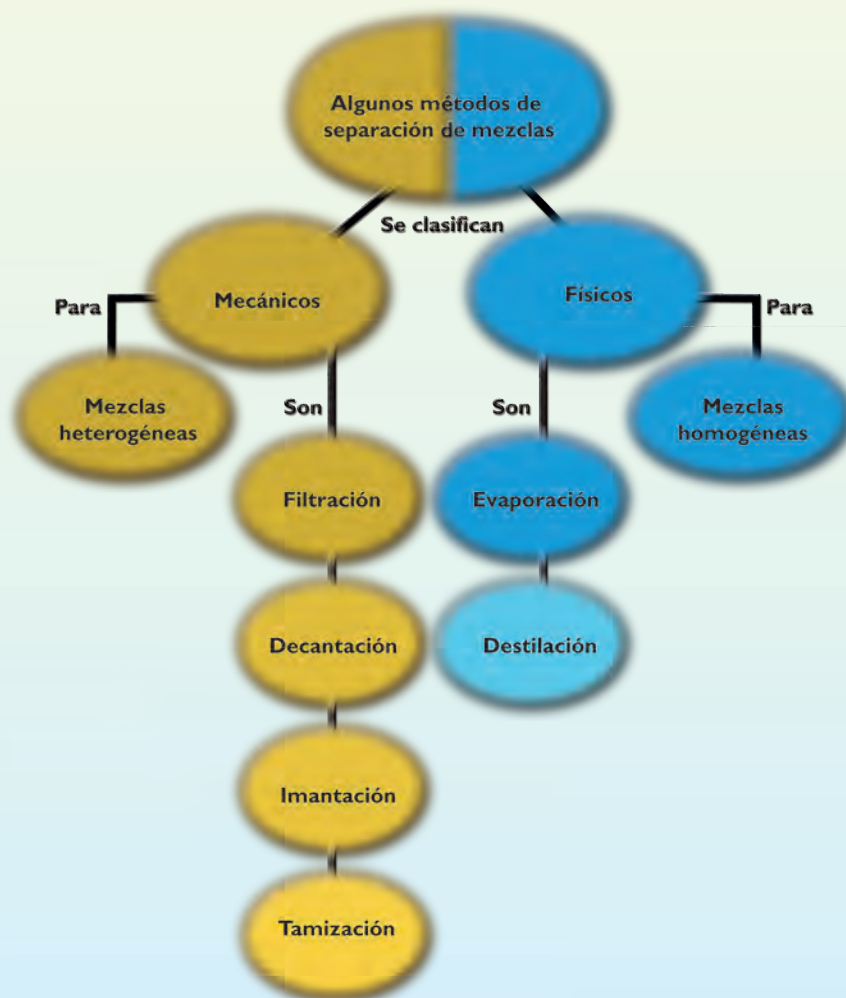 Algunos métodos de
separación de mezclas
Se clasifican
Mecánicos
Físicos
Para
Para
Mezclas
heterogéneas
Son
Son
Mezclas
homogéneas
Filtración
Evaporación
Decantación
Destilación
Imantación
Tamización